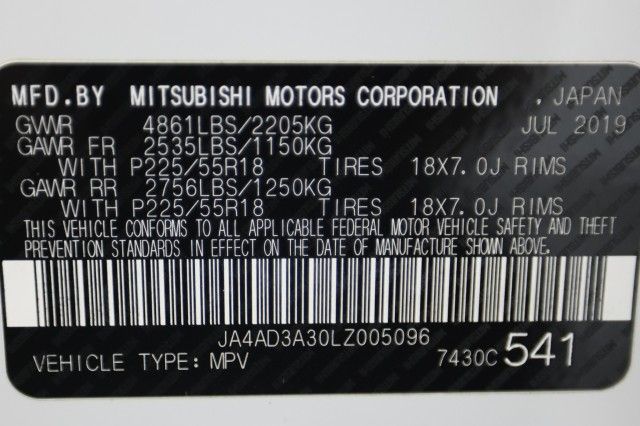 MFD.BY MITSUBISHI MOTORS CORPORATION . JAPAN
GVWR 4861LBS/2205KG JUL 2019
GAWR FR 2535LBS/1150KG
WITH P225/55R18 TIRES 18X7.0J RIMS
GAWR RR 2756LBS/1250KG
WITH P225/55R18 TIRES 18X7.0J RIMS
THIS VEHICLE CONFORMS TO ALL APPLICABLE FEDERAL MOTOR VEHICLE SAFETY AND THEFT
PREVENTION STANDARDS IN EFFECT ON THE DATE OF MANUFACTURE SHOWN ABOVE.
JA4AD3A30LZ005096
VEHICLE TYPE: MPV 7430C 541